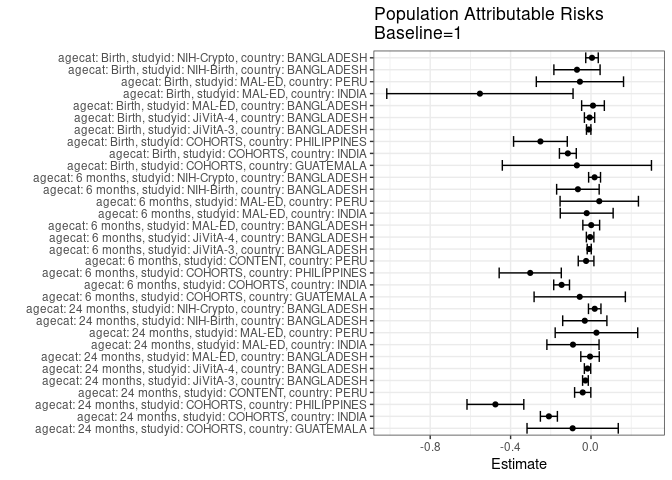 Population Attributable Risks
Baseline=1
agecat: Birth, studyid: NIH-Crypto, country: BANGLADESH
agecat: Birth, studyid: NIH-Birth, country: BANGLADESH
agecat: Birth, studyid: MAL-ED, country: PERU
agecat: Birth, studyid: MAL-ED, country: INDIA
agecat: Birth, studyid: MAL-ED, country: BANGLADESH
agecat: Birth, studyid: JiVitA-4, country: BANGLADESH
agecat: Birth, studyid: JiVitA-3, country: BANGLADESH
agecat: Birth, studyid: COHORTS, country: PHILIPPINES
agecat: Birth, studyid: COHORTS, country: INDIA
agecat: Birth, studyid: COHORTS, country: GUATEMALA
agecat: 6 months, studyid: NIH-Crypto, country: BANGLADESH
agecat: 6 months, studyid: NIH-Birth, country: BANGLADESH
agecat: 6 months, studyid: MAL-ED, country: PERU
agecat: 6 months, studyid: MAL-ED, country: INDIA
agecat: 6 months, studyid: MAL-ED, country: BANGLADESH
agecat: 6 months, studyid: JiVitA-4, country: BANGLADESH
agecat: 6 months, studyid: JiVitA-3, country: BANGLADESH
agecat: 6 months, studyid: CONTENT, country: PERU
agecat: 6 months, studyid: COHORTS, country: PHILIPPINES
agecat: 6 months, studyid: COHORTS, country: INDIA
agecat: 6 months, studyid: COHORTS, country: GUATEMALA
agecat: 24 months, studyid: NIH-Crypto, country: BANGLADESH
agecat: 24 months, studyid: NIH-Birth, country: BANGLADESH
agecat: 24 months, studyid: MAL-ED, country: PERU
agecat: 24 months, studyid: MAL-ED, country: INDIA
agecat: 24 months, studyid: MAL-ED, country: BANGLADESH
agecat: 24 months, studyid: JiVitA-4, country: BANGLADESH
agecat: 24 months, studyid: JiVitA-3, country: BANGLADESH
agecat: 24 months, studyid: CONTENT, country: PERU
agecat: 24 months, studyid: COHORTS, country: PHILIPPINES
agecat: 24 months, studyid: COHORTS, country: INDIA
agecat: 24 months, studyid: COHORTS, country: GUATEMALA
-0.8 -0.4 0.0
Estimate